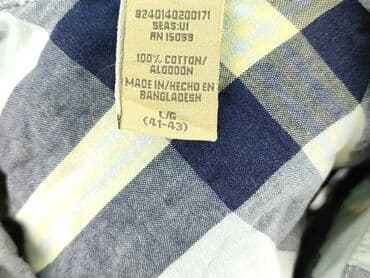 8240140200171
SEAS:U1
RN 15099
100% COTTON/
ALGODON
MADE IN/HECHO EN
BANGLADESH
L/G
(41-43)